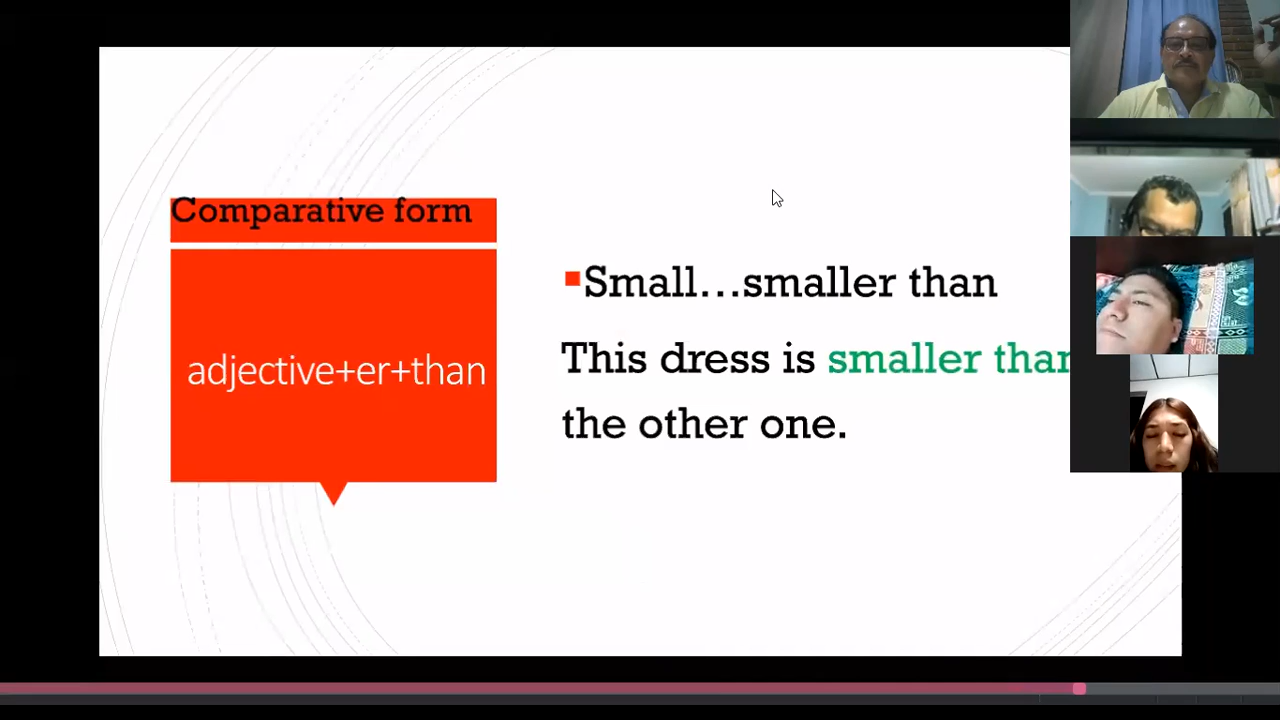 Comparative form
adjective+er+than
Small...smaller than
This dress is smaller than
the other one.